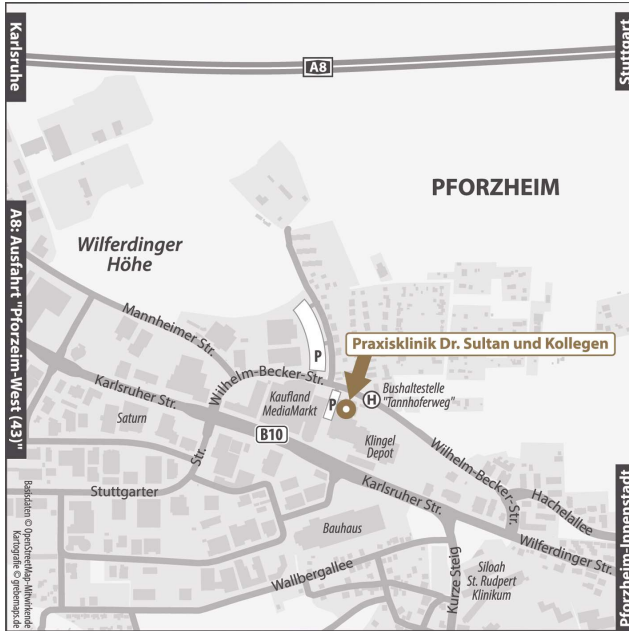 Karlsruhe
A8
Stuttgart
PFORZHEIM
Wilferdinger
Höhe
A8: Ausfahrt "Pforzeim-West (43)"
Mannheimer Str.
P
Praxisklinik Dr. Sultan und Kollegen
Wilhelm-Becker-Str.
Karlsruher Str.
Kaufland
MediaMarkt
P
H
Bushaltestelle
"Tannhoferweg"
Saturn
B10
Str.
Klingel
Depot
Wilhelm-Becker-Str.
Stuttgarter
Karlsruher Str.
Hachelallee
Bauhaus
Wilferdinger Str.
Wallbergallee
Kurze Steig
Siloah
St. Rudpert
Klinikum
Pforzheim-Innenstadt
Basisdaten © OpenStreetMap-Mitwirkende
Kartografie © grebemaps.de